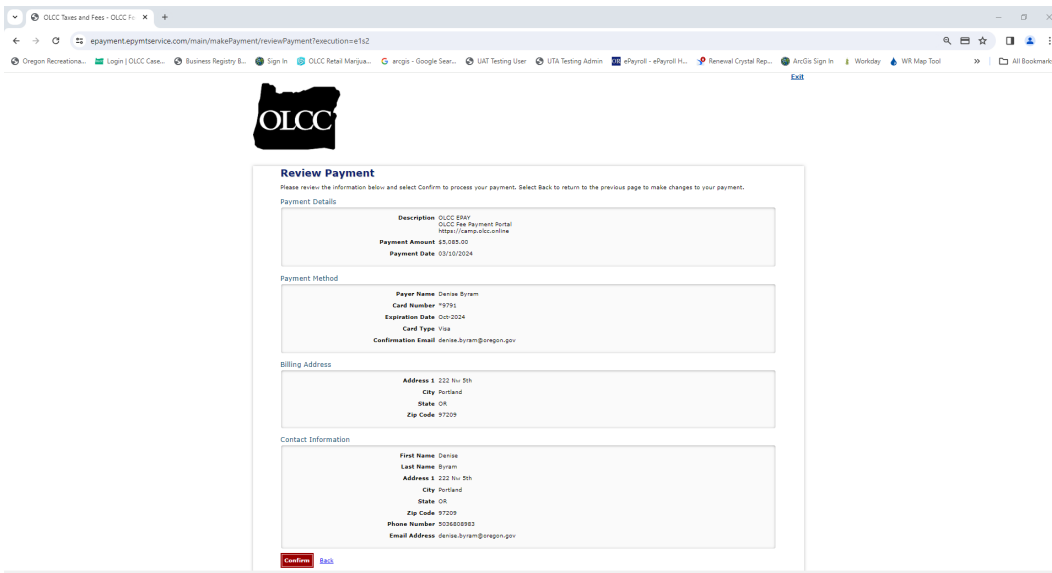 OLCC Taxes and Fees - OLCC Fe
epayment.epymtservice.com/main/makePayment/reviewPayment?execution=e1s2
Oregon Recreationa... Login | OLCC Case... Business Registry B... Sign In OLCC Retail Marijua... arcgis - Google Sear... UAT Testing User UTA Testing Admin ePayroll - ePayroll H... Renewal Crystal Rep... ArcGis Sign In Workday WR Map Tool » All Bookmark
Exit
OLCC
Review Payment
Please review the information below and select Confirm to process your payment. Select Back to return to the previous page to make changes to your payment.
Payment Details
Description OLCC EPAY
OLCC Fee Payment Portal
https://camp.olcc.online
Payment Amount $5,085.00
Payment Date 03/10/2024
Payment Method
Payer Name Denise Byram
Card Number *9791
Expiration Date Oct-2024
Card Type Visa
Confirmation Email denise.byram@oregon.gov
Billing Address
Address 1 222 Nw 5th
City Portland
State OR
Zip Code 97209
Contact Information
First Name Denise
Last Name Byram
Address 1 222 Nw 5th
City Portland
State OR
Zip Code 97209
Phone Number 5036808983
Email Address denise.byram@oregon.gov
Confirm Back